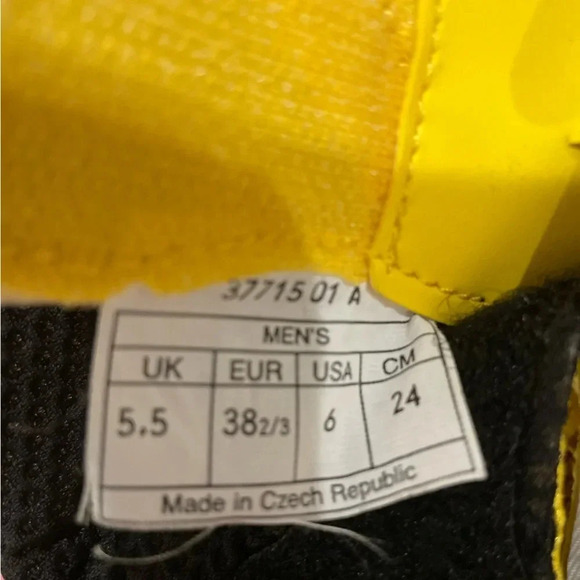 37715 01 A
MEN'S
UK EUR USA CM
5.5 38 2/3 6 24
Made in Czech Republic